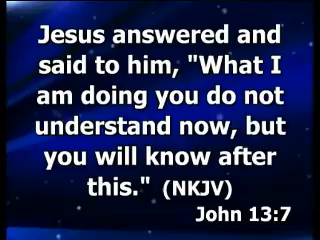 Jesus answered and
said to him, "What I
am doing you do not
understand now, but
you will know after
this." (NKJV)
John 13:7